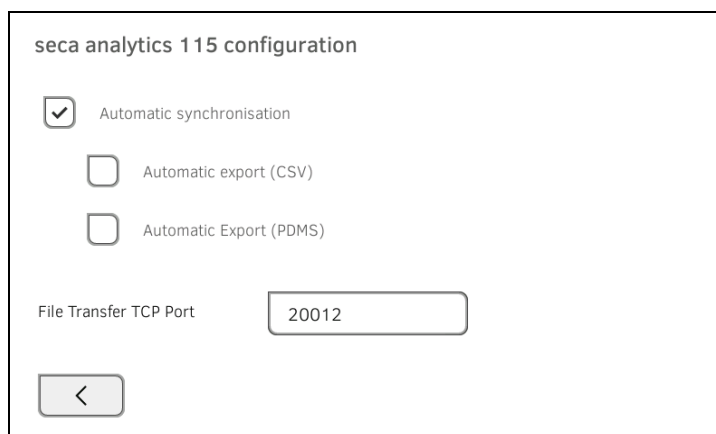 seca analytics 115 configuration
Automatic synchronisation
Automatic export (CSV)
Automatic Export (PDMS)
File Transfer TCP Port 20012